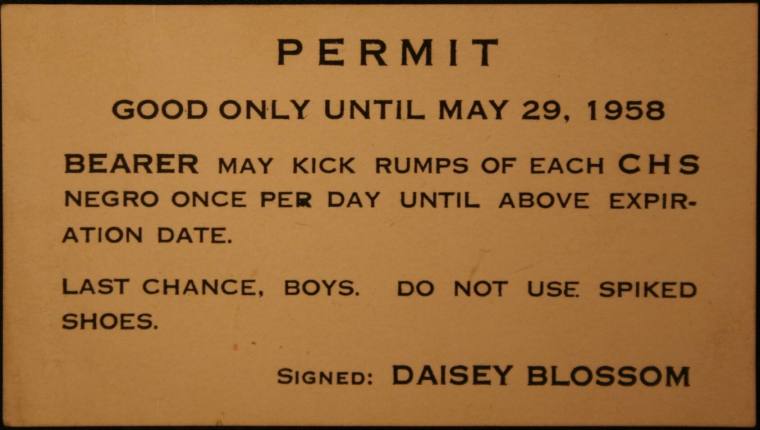 PERMIT
GOOD ONLY UNTIL MAY 29, 1958
BEARER MAY KICK RUMPS OF EACH CHS
NEGRO ONCE PER DAY UNTIL ABOVE EXPIR-
ATION DATE.
LAST CHANCE, BOYS. DO NOT USE SPIKED
SHOES.
SIGNED: DAISEY BLOSSOM